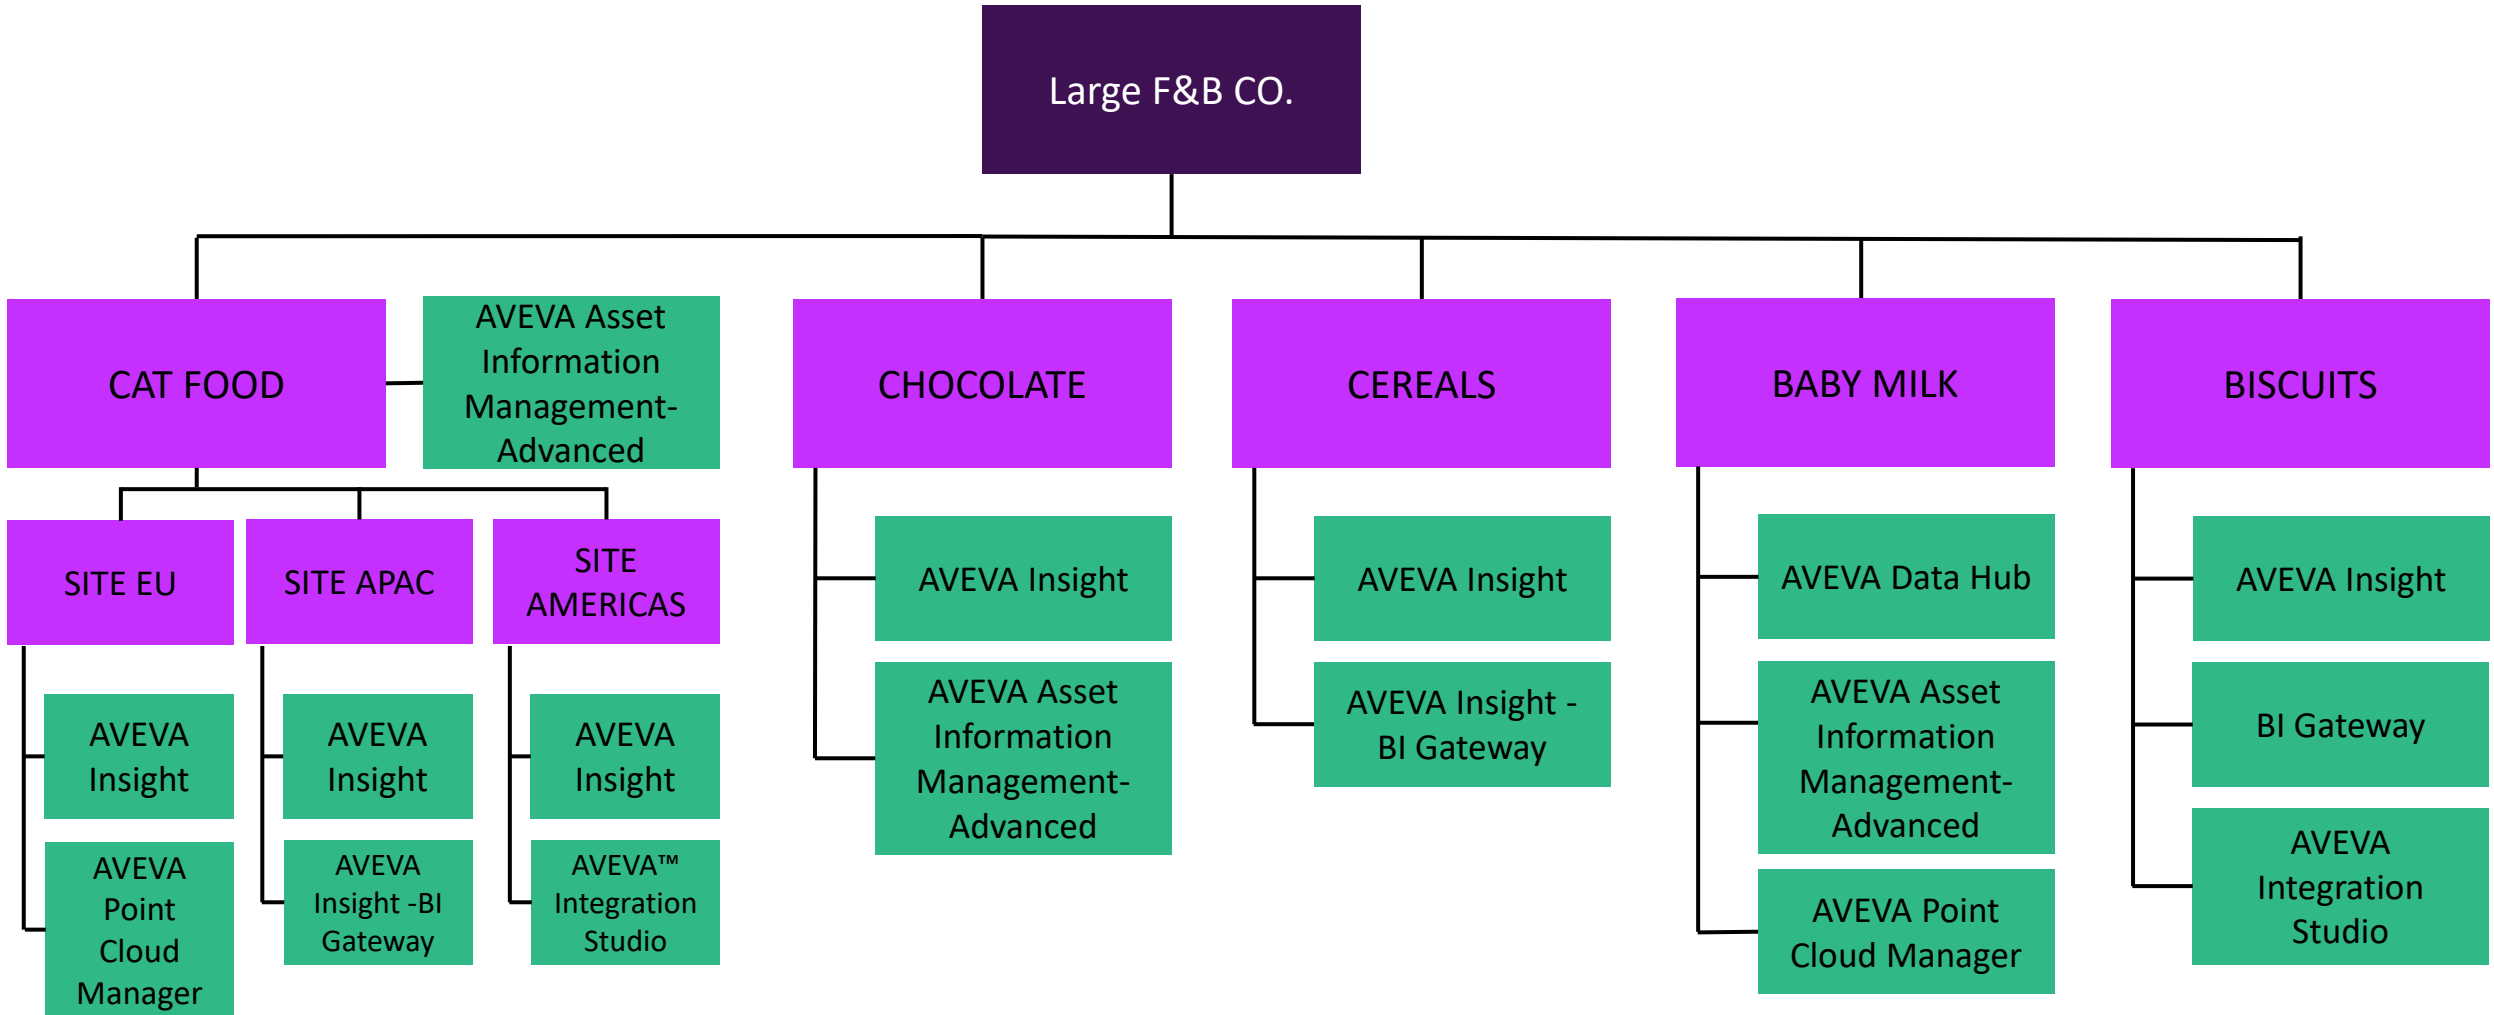 Large F&B CO.
CAT FOOD
AVEVA Asset
Information
Management-
Advanced
CHOCOLATE
CEREALS
BABY MILK
BISCUITS
SITE EU
SITE APAC
SITE
AMERICAS
AVEVA
Insight
AVEVA
Point
Cloud
Manager
AVEVA
Insight
AVEVA
Insight -BI
Gateway
AVEVA
Insight
AVEVA™
Integration
Studio
AVEVA Insight
AVEVA Asset
Information
Management-
Advanced
AVEVA Insight
AVEVA Insight -
BI Gateway
AVEVA Data Hub
AVEVA Asset
Information
Management-
Advanced
AVEVA Point
Cloud Manager
AVEVA Insight
BI Gateway
AVEVA
Integration
Studio